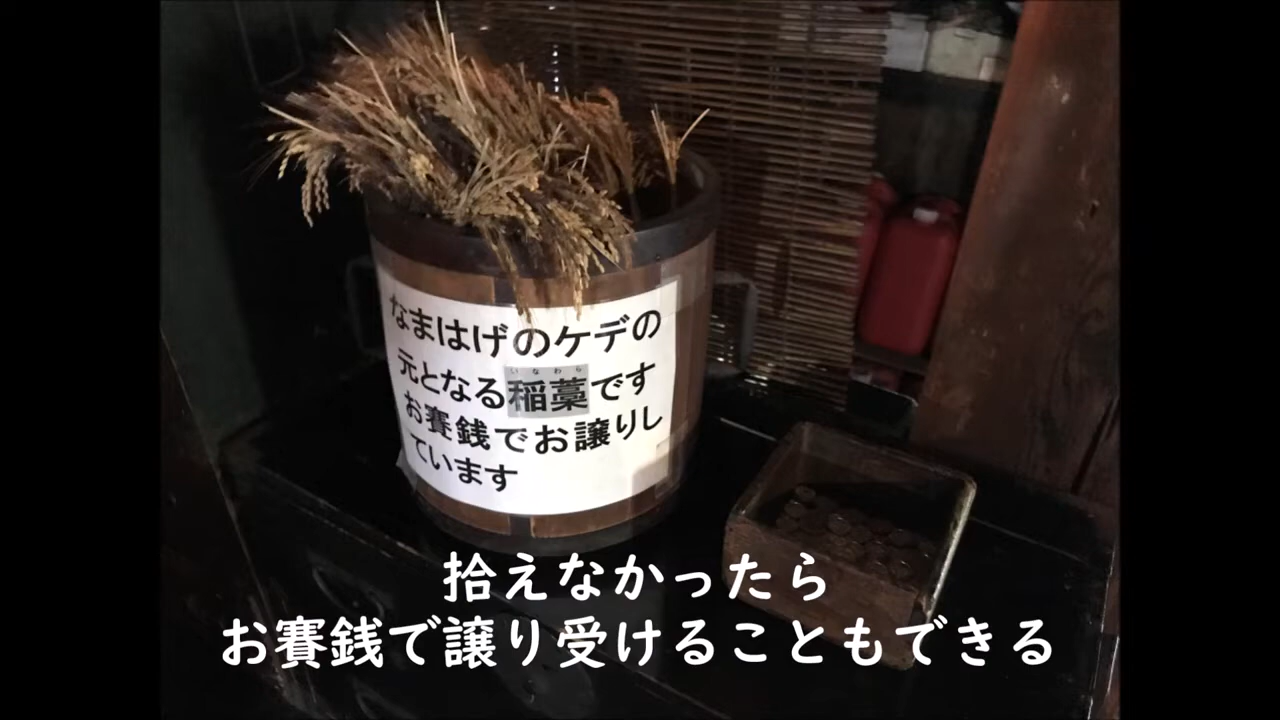 なまはげのケデの
いなわら
元となる稲藁です
お賽銭でお譲りし
ています
拾えなかったら
お賽銭で譲り受けることもできる